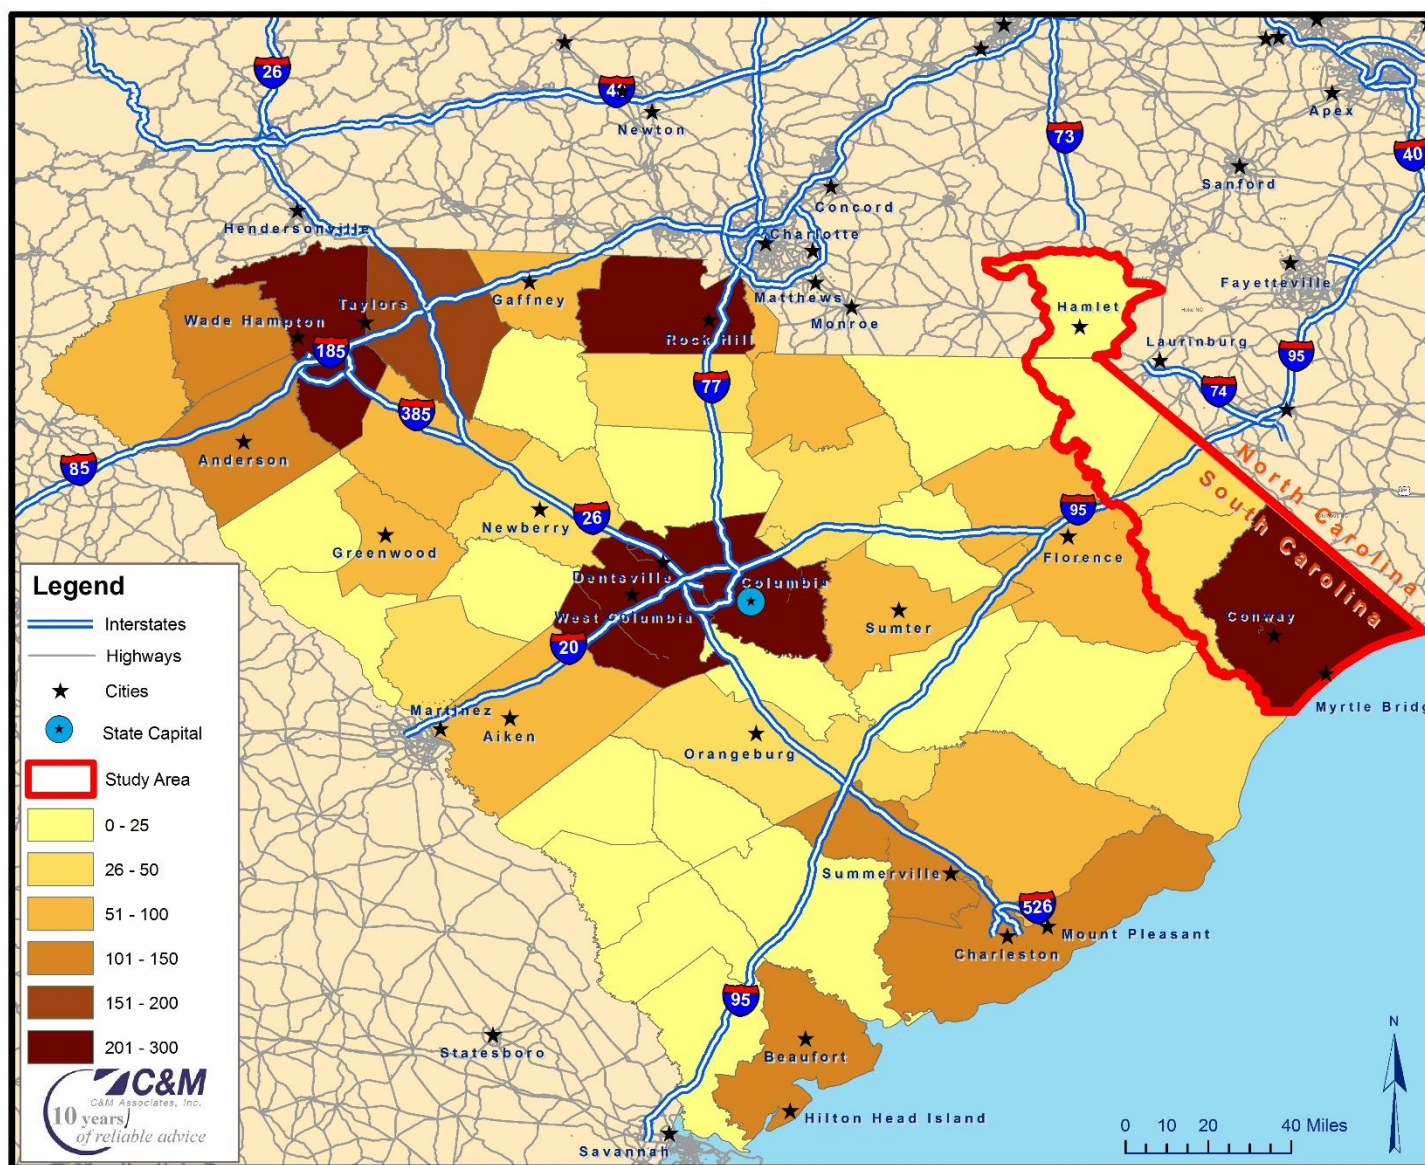 26
Newton
73
Apex
40
Sanford
Concord
Hendersonville
Charlotte
Fayetteville
Gaffney
Matthews
Taylors
Monroe
Hamlet
Wade Hampton
Rock Hill
Laurinburg
185
95
77
74
385
Anderson
85
North Carolina
South Carolina
Newberry
26
95
Greenwood
Florence
Dentsville
Columbia
West Columbia
Sumter
Conway
20
Myrtle Bridg
Martinez
Aiken
Orangeburg
Summerville
526
Mount Pleasant
Charleston
95
Statesboro
Beaufort
Hilton Head Island
Savannah
Legend
Interstates
Highways
Cities
State Capital
Study Area
0 - 25
26 - 50
51 - 100
101 - 150
151 - 200
201 - 300
C&M
C&M Associates, Inc.
10 years
of reliable advice
N
0 10 20 40 Miles